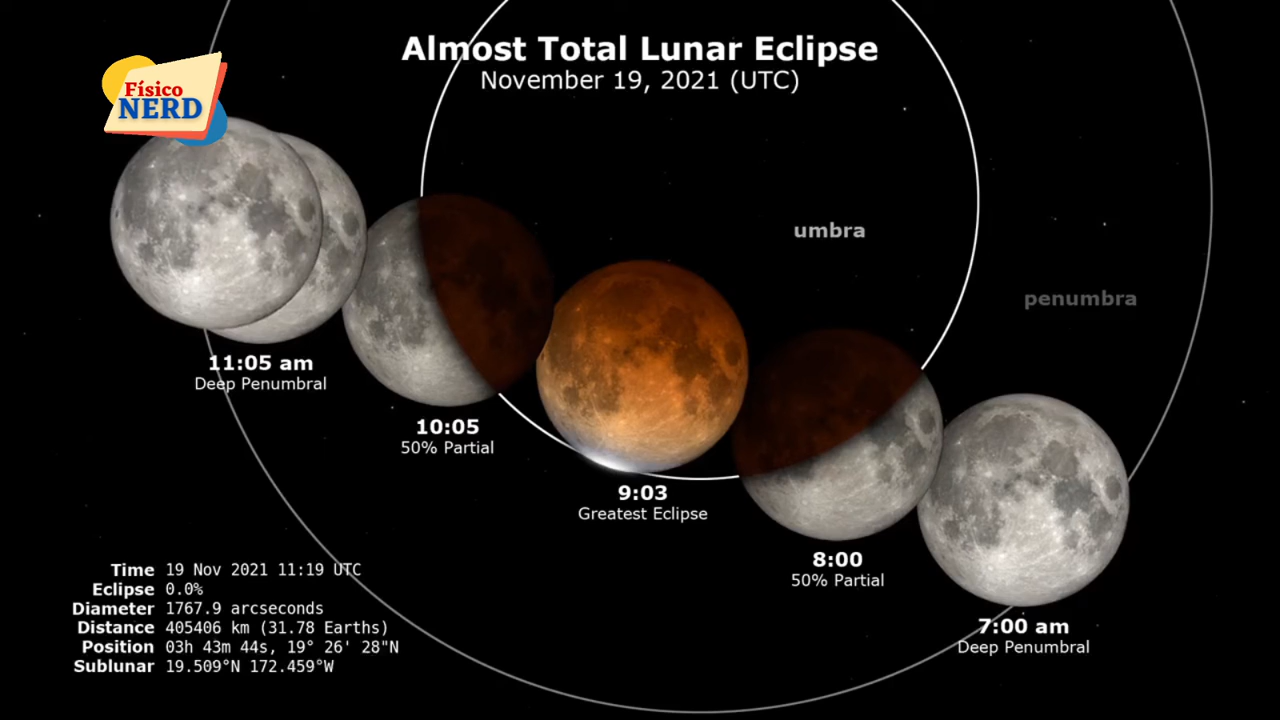 Almost Total Lunar Eclipse
November 19, 2021 (UTC)
Físico
NERD
umbra
penumbra
11:05 am
Deep Penumbral
10:05
50% Partial
9:03
Greatest Eclipse
8:00
50% Partial
7:00 am
Deep Penumbral
Time 19 Nov 2021 11:19 UTC
Eclipse 0.0%
Diameter 1767.9 arcseconds
Distance 405406 km (31.78 Earths)
Position 03h 43m 44s, 19° 26' 28"N
Sublunar 19.509°N 172.459°W